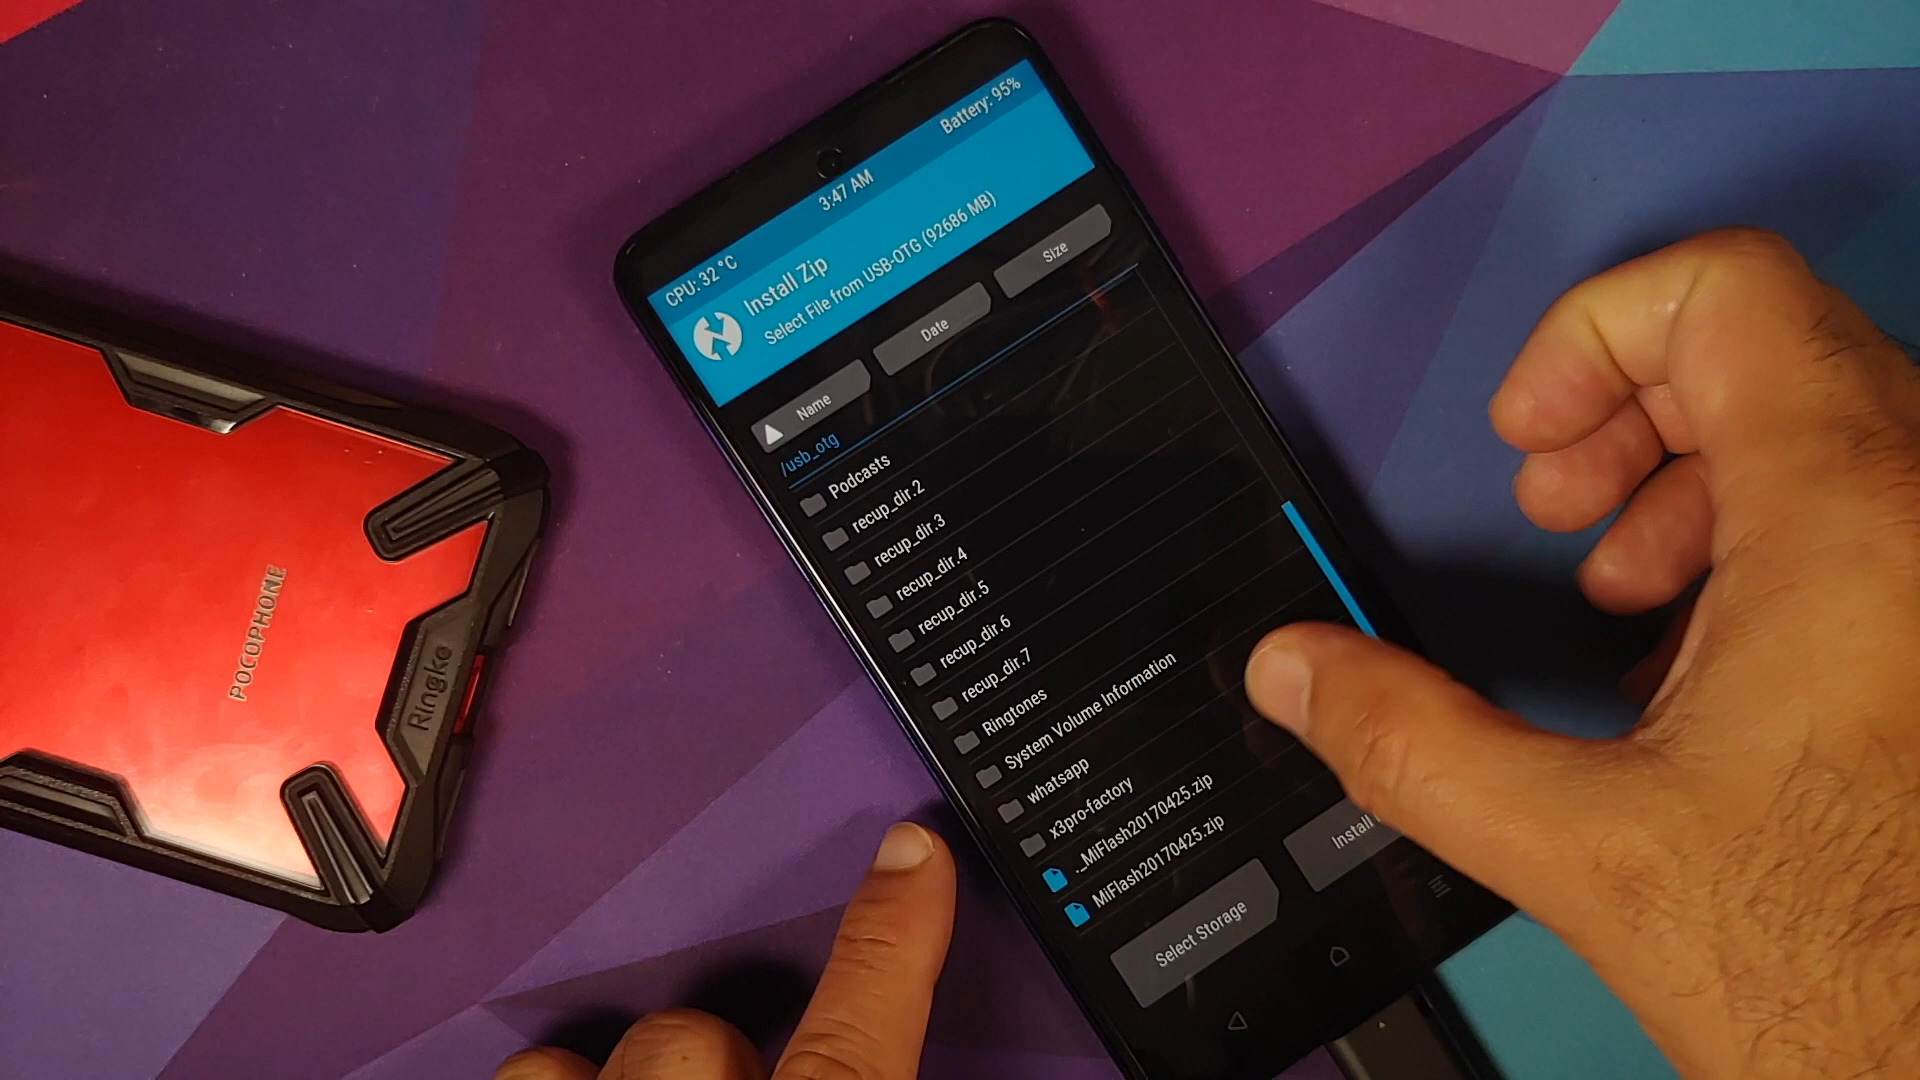 CPU: 32 °C
3:47 AM
Battery: 95%
Install Zip
Select File from USB-OTG (92686 MB)
Name
Date
Size
/usb_otg
Podcasts
recup_dir.2
recup_dir.3
recup_dir.4
recup_dir.5
recup_dir.6
recup_dir.7
Ringtones
System Volume Information
whatsapp
x3pro-factory
._MiFlash20170425.zip
MiFlash20170425.zip
Select Storage
Install
POCOPHONE
Ringke